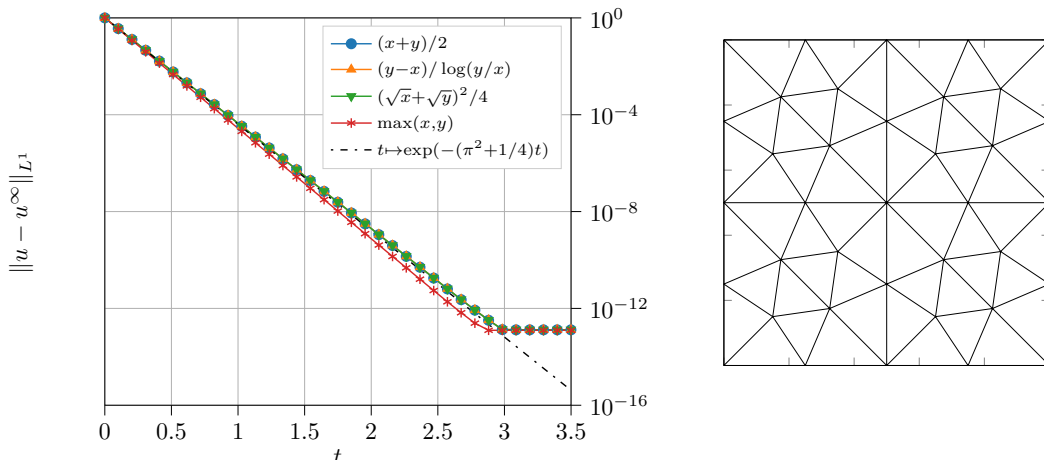 10^0
10^{-4}
10^{-8}
10^{-12}
10^{-16}
‖u − u^∞‖_{L^1}
(x+y)/2
(y−x)/ log(y/x)
(√x+√y)^2/4
max(x,y)
t↦exp(−(π^2+1/4)t)
0 0.5 1 1.5 2 2.5 3 3.5
t